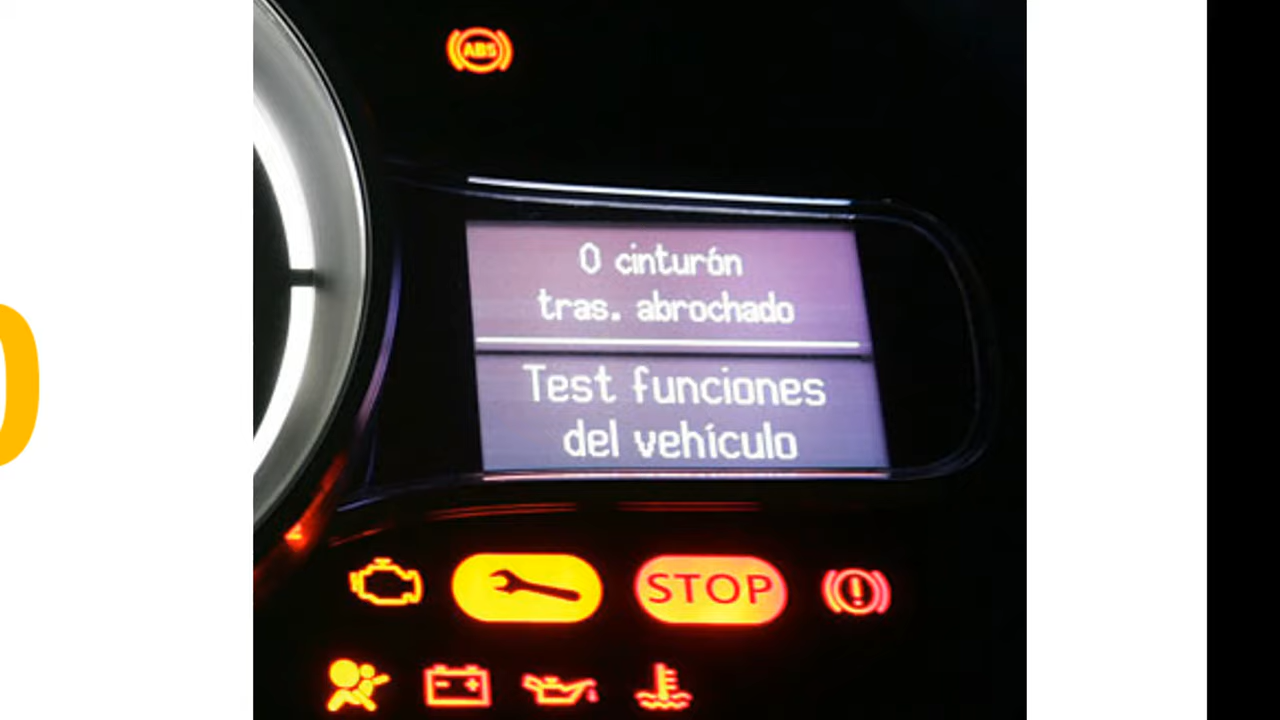 ABS
0 cinturón
tras. abrochado
Test funciones
del vehículo
STOP